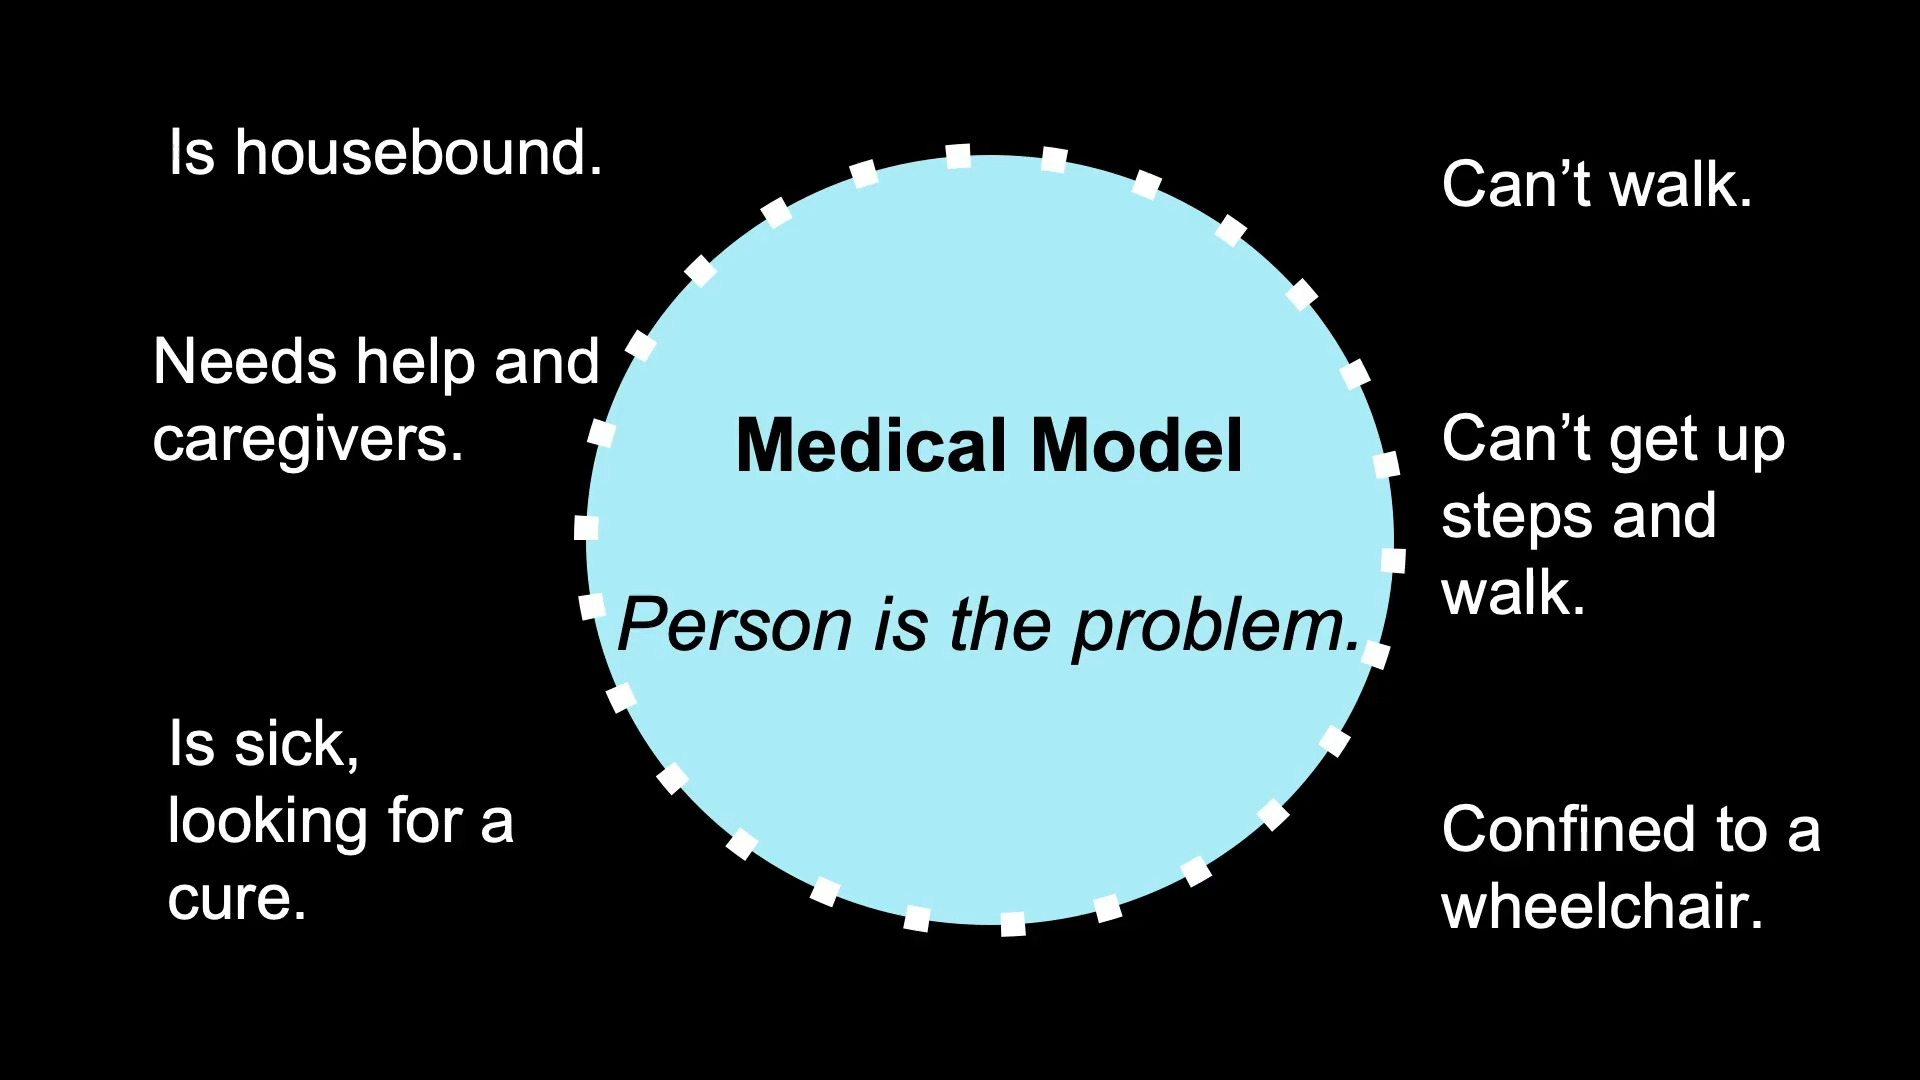 Is housebound.
Needs help and
caregivers.
Is sick,
looking for a
cure.
Medical Model
Person is the problem.
Can’t walk.
Can’t get up
steps and
walk.
Confined to a
wheelchair.